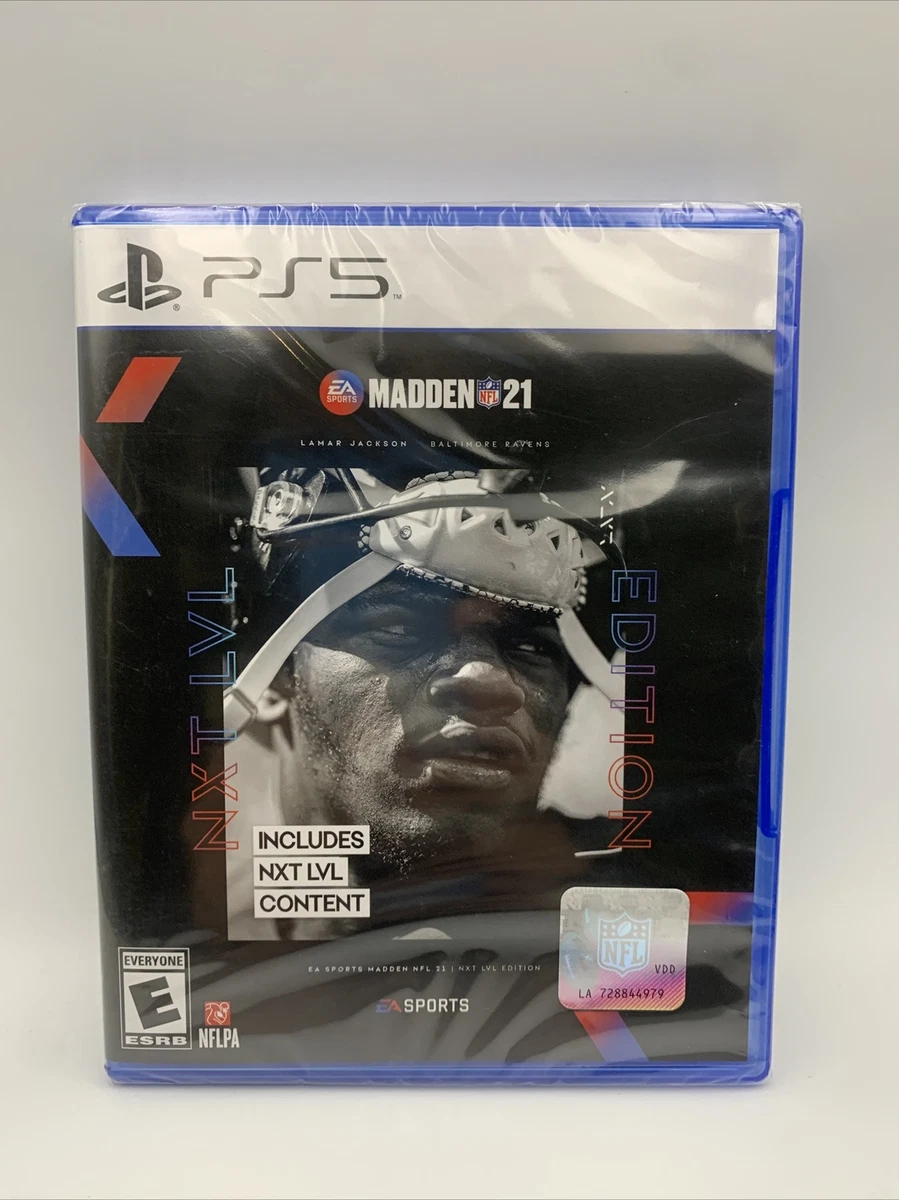 PS5™
EA SPORTS MADDEN NFL 21
LAMAR JACKSON BALTIMORE RAVENS
NXT LVL
EDITION
INCLUDES
NXT LVL
CONTENT
EA SPORTS MADDEN NFL 21 | NXT LVL EDITION
EA SPORTS
EVERYONE
E
ESRB
NFLPA
NFL
VDD
LA 728844979